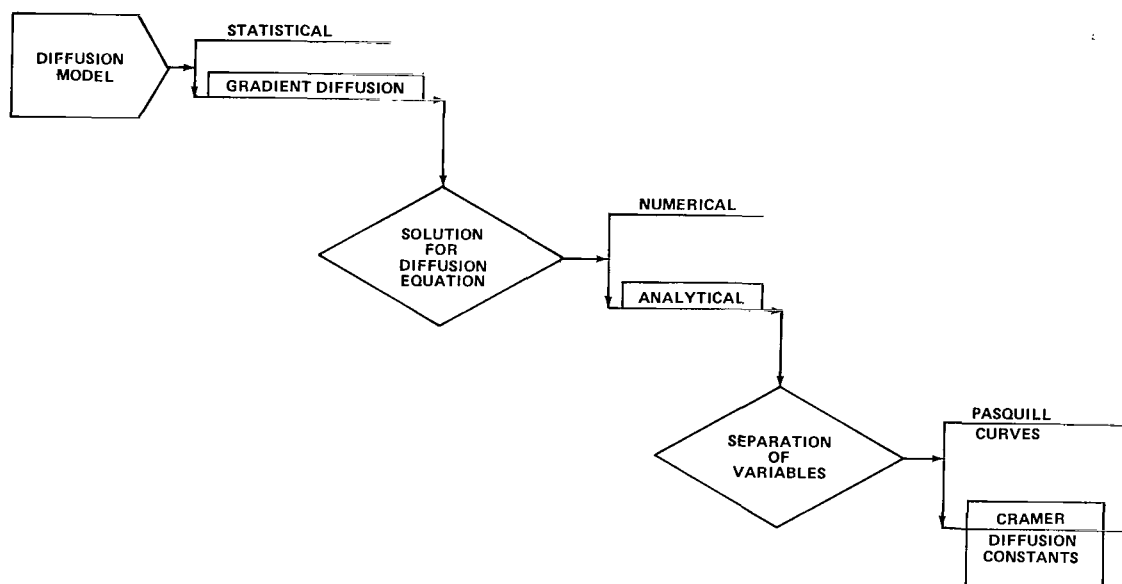 DIFFUSION
MODEL
STATISTICAL
GRADIENT DIFFUSION
SOLUTION
FOR
DIFFUSION
EQUATION
NUMERICAL
ANALYTICAL
SEPARATION
OF
VARIABLES
PASQUILL
CURVES
CRAMER
DIFFUSION
CONSTANTS